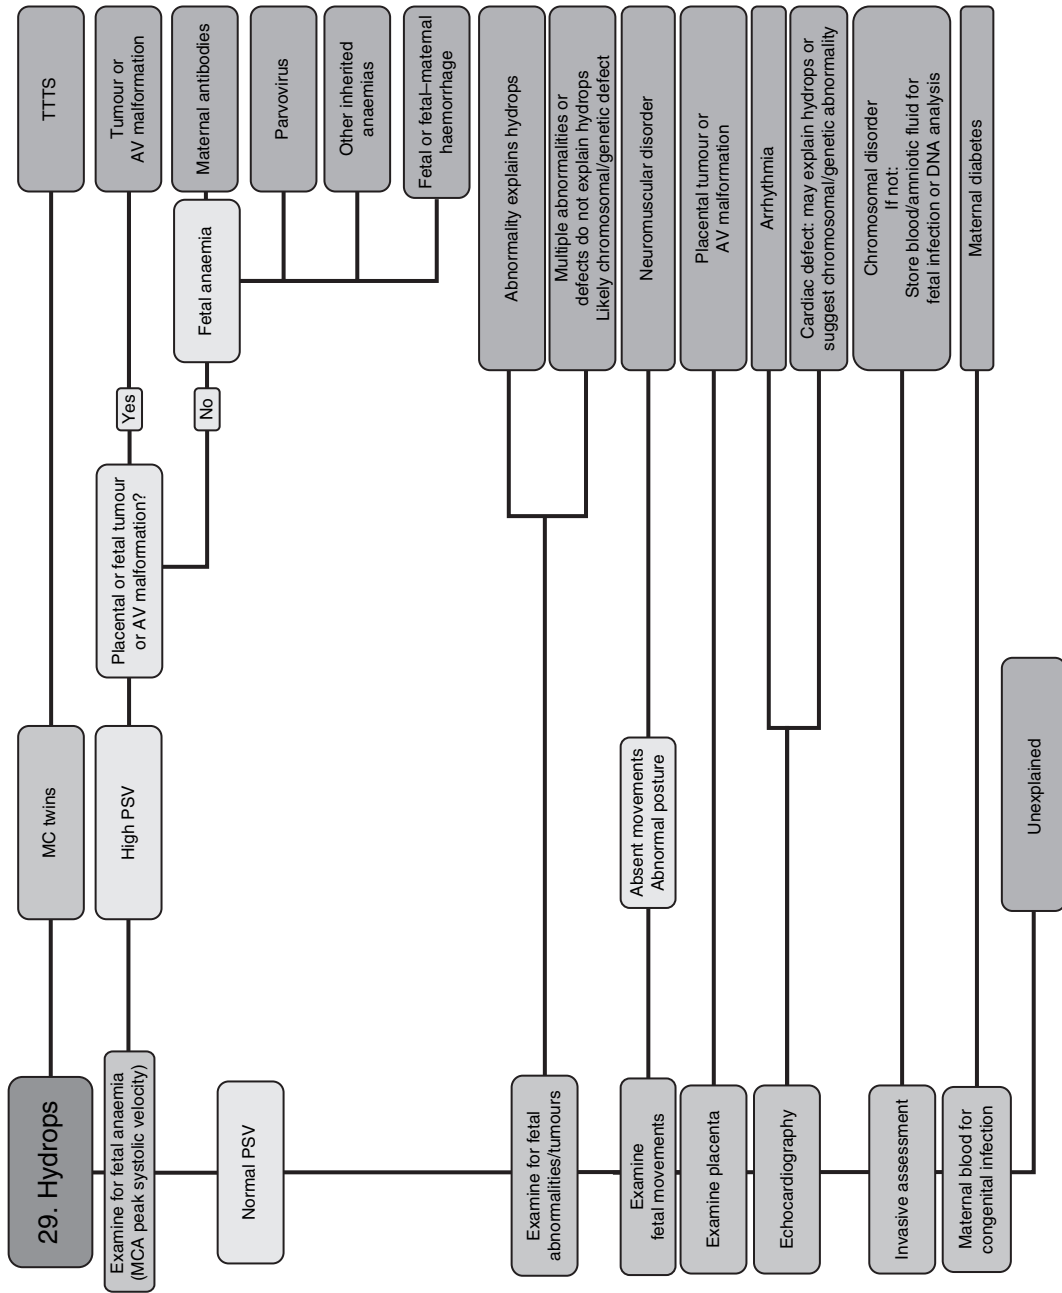 29. Hydrops
MC twins
TTTS
Examine for fetal anaemia
(MCA peak systolic velocity)
High PSV
Placental or fetal tumour
or AV malformation?
Yes
Tumour or
AV malformation
No
Fetal anaemia
Maternal antibodies
Parvovirus
Other inherited
anaemias
Fetal or fetal–maternal
haemorrhage
Normal PSV
Examine for fetal
abnormalities/tumours
Abnormality explains hydrops
Multiple abnormalities or
defects do not explain hydrops
Likely chromosomal/genetic defect
Examine
fetal movements
Absent movements
Abnormal posture
Neuromuscular disorder
Examine placenta
Placental tumour or
AV malformation
Echocardiography
Arrhythmia
Cardiac defect: may explain hydrops or
suggest chromosomal/genetic abnormality
Invasive assessment
Chromosomal disorder
If not:
Store blood/amniotic fluid for
fetal infection or DNA analysis
Maternal blood for
congenital infection
Maternal diabetes
Unexplained